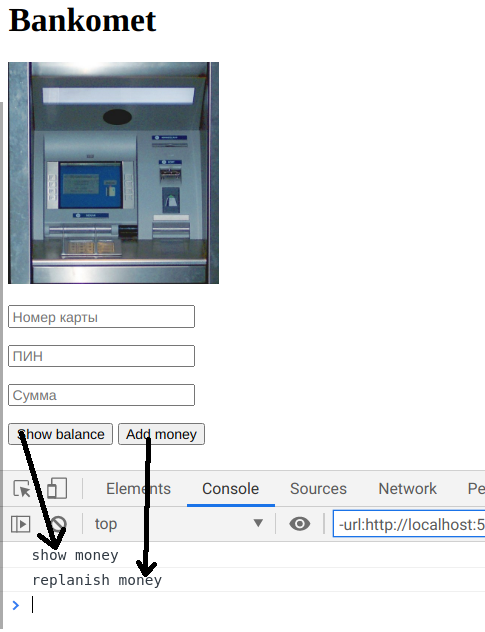 Bankomet
Номер карты
ПИН
Сумма
Show balance Add money
Elements Console Sources Network Pe
top -url:http://localhost:5
show money
replanish money